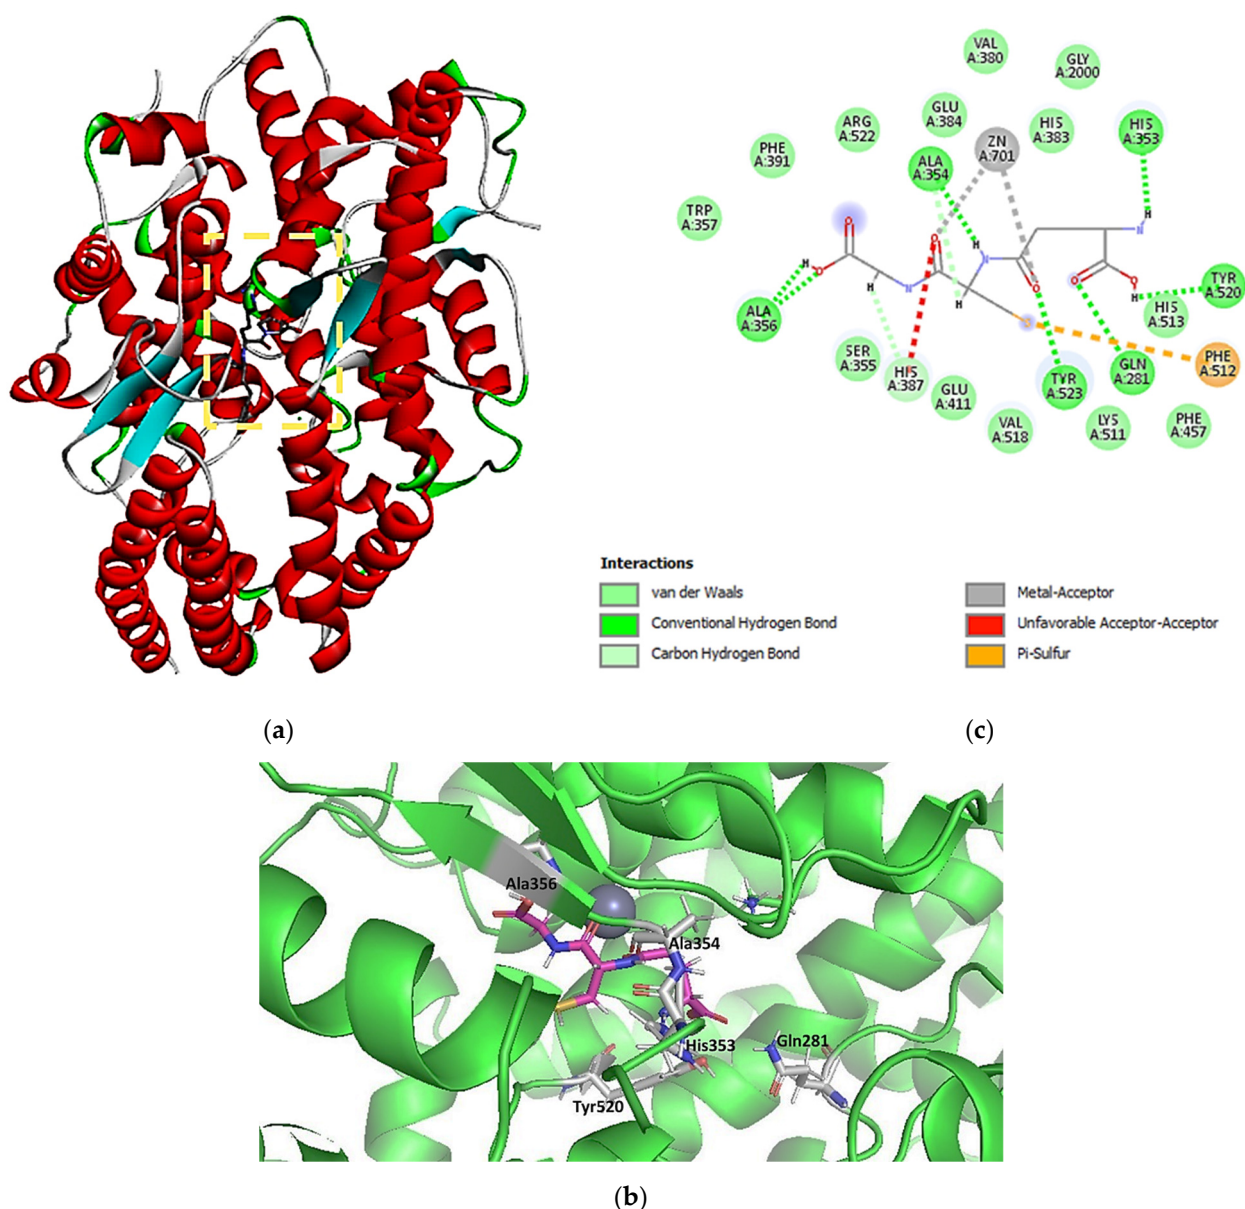 VAL
A:380
GLY
A:2000
GLU
A:384
ARG
A:522
HIS
A:383
HIS
A:353
ZN
A:701
PHE
A:391
ALA
A:354
TRP
A:357
H
O
O
H
N
H
N
O
O
H
O
N
H
H
O
O
O
H
TYR
A:520
HIS
A:513
ALA
A:356
SER
A:355
HIS
A:387
GLU
A:411
TYR
A:523
GLN
A:281
PHE
A:512
VAL
A:518
LYS
A:511
PHE
A:457
Interactions
van der Waals
Conventional Hydrogen Bond
Carbon Hydrogen Bond
Metal-Acceptor
Unfavorable Acceptor-Acceptor
Pi-Sulfur
(a)
(c)
Ala356
Ala354
His353
Gln281
Tyr520
(b)